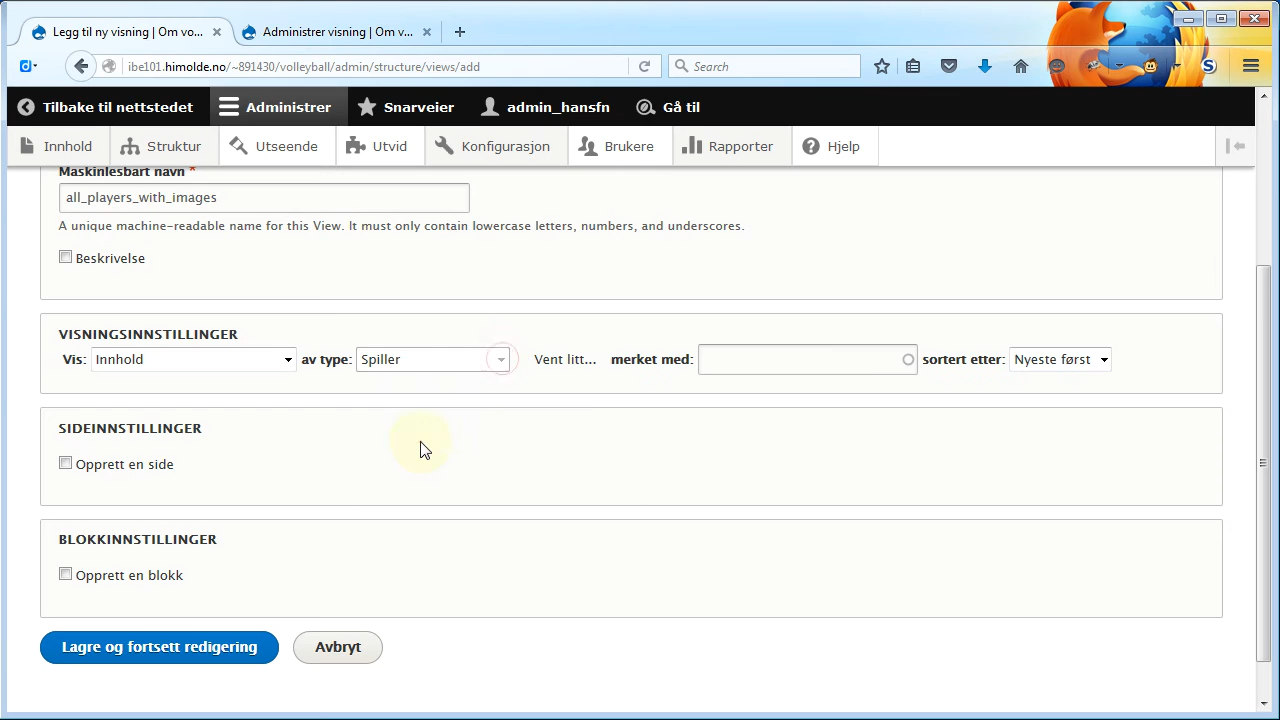 Legg til ny visning | Om vo...
Administrer visning | Om v...
ibe101.himolde.no/~891430/volleyball/admin/structure/views/add
Search
Tilbake til nettstedet
Administrer
Snarveier
admin_hansfn
Gå til
Innhold
Struktur
Utseende
Utvid
Konfigurasjon
Brukere
Rapporter
Hjelp
Maskinlesbart navn *
all_players_with_images
A unique machine-readable name for this View. It must only contain lowercase letters, numbers, and underscores.
Beskrivelse
VISNINGSINNSTILLINGER
Vis: Innhold av type: Spiller Vent litt... merket med: sortert etter: Nyeste først
SIDEINNSTILLINGER
Opprett en side
BLOKKINNSTILLINGER
Opprett en blokk
Lagre og fortsett redigering
Avbryt